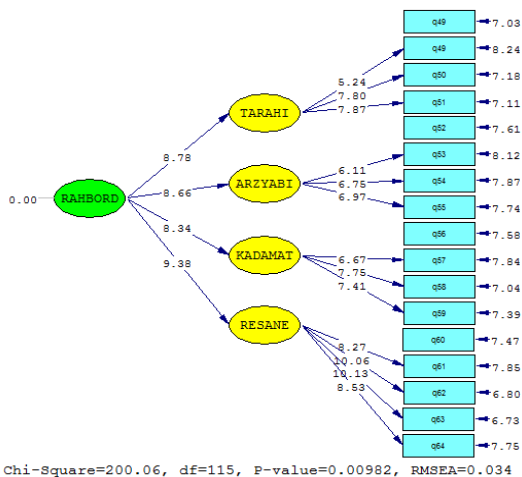 q49 7.03
q49 8.24
5.24
q50 7.18
7.80
7.87
q51 7.11
TARAHI
q52 7.61
8.78
q53 8.12
6.11
ARZYABI
6.75
q54 7.87
8.66
6.97
0.00 RAHBORD
q55 7.74
8.34
q56 7.58
KADAMAT
6.67
q57 7.84
9.38
7.75
7.41
q58 7.04
q59 7.39
RESANE
q60 7.47
8.27
10.06
q61 7.85
10.13
8.53
q62 6.80
q63 6.73
q64 7.75
Chi-Square=200.06, df=115, P-value=0.00982, RMSEA=0.034